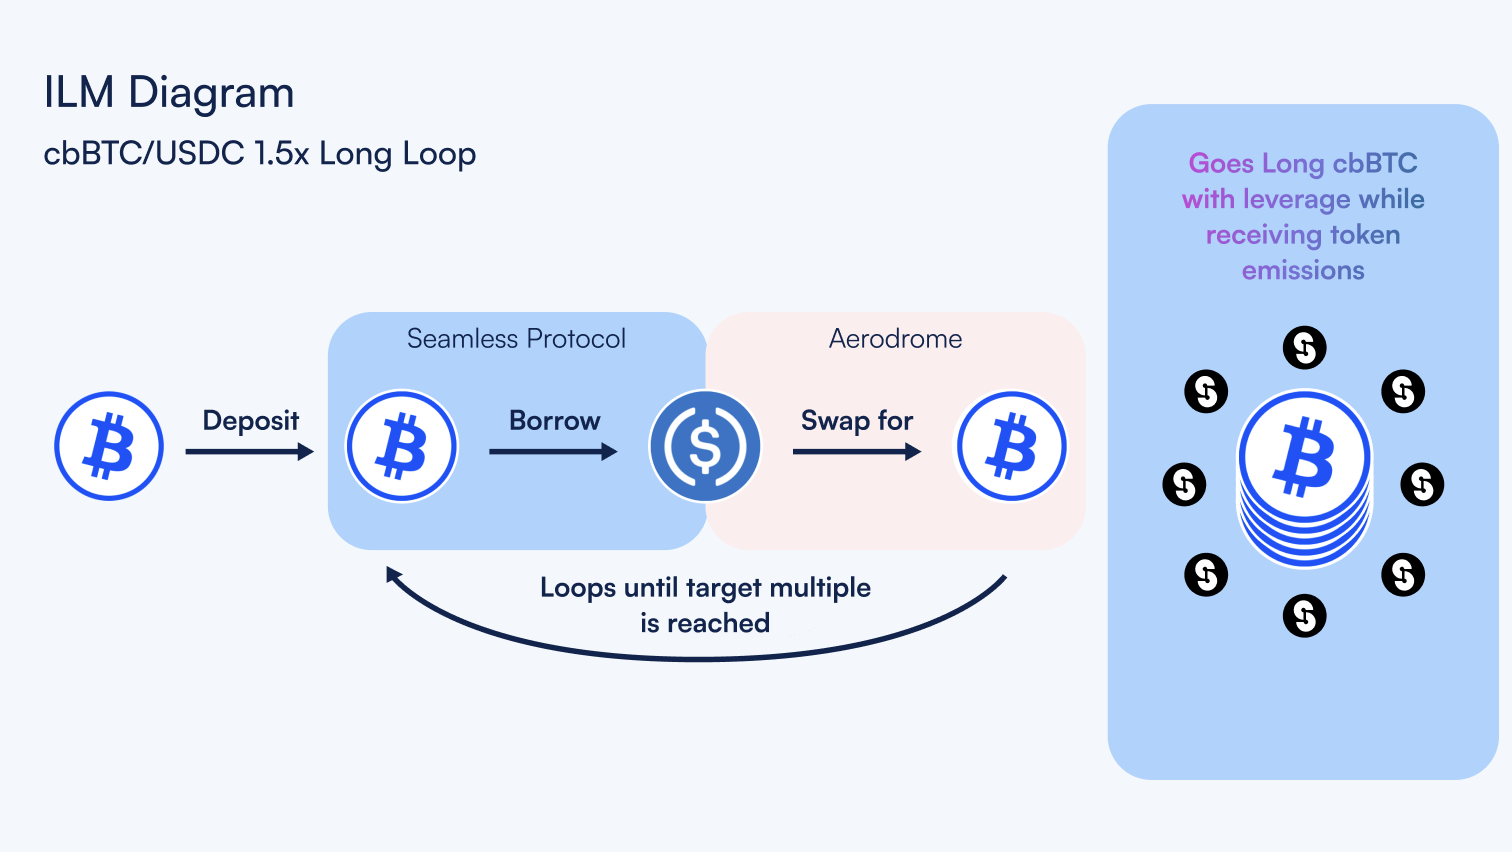 ILM Diagram
cbBTC/USDC 1.5x Long Loop
Goes Long cbBTC
with leverage while
receiving token
emissions
Seamless Protocol
Aerodrome
Deposit
Borrow
Swap for
Loops until target multiple
is reached